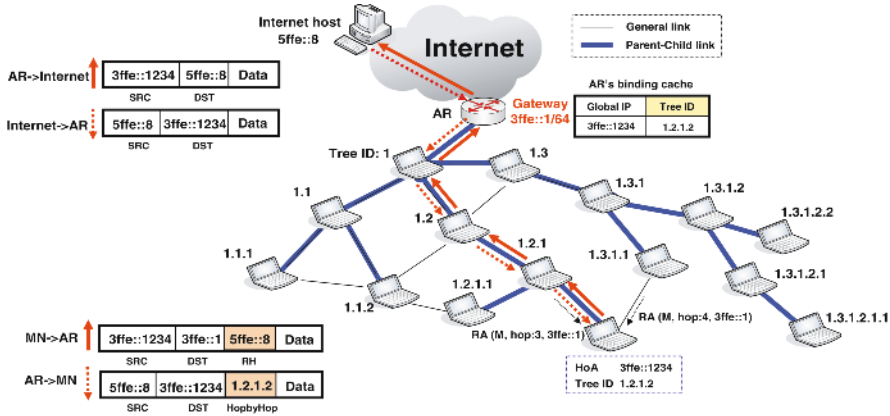 Internet host
5ffe::8
Internet
General link
Parent-Child link
AR->Internet
3ffe::1234 5ffe::8 Data
SRC DST
Internet->AR
5ffe::8 3ffe::1234 Data
SRC DST
AR
Gateway
3ffe::1/64
AR's binding cache
Global IP Tree ID
3ffe::1234 1.2.1.2
Tree ID: 1
1.3
1.1
1.2
1.3.1
1.3.1.2
1.3.1.2.2
1.2.1
1.1.1
1.1.2
1.2.1.1
1.3.1.1
1.3.1.2.1
1.3.1.2.1.1
RA (M, hop:3, 3ffe::1)
RA (M, hop:4, 3ffe::1)
HoA 3ffe::1234
Tree ID 1.2.1.2
MN->AR
3ffe::1234 3ffe::1 5ffe::8 Data
SRC DST RH
AR->MN
5ffe::8 3ffe::1234 1.2.1.2 Data
SRC DST HopbyHop